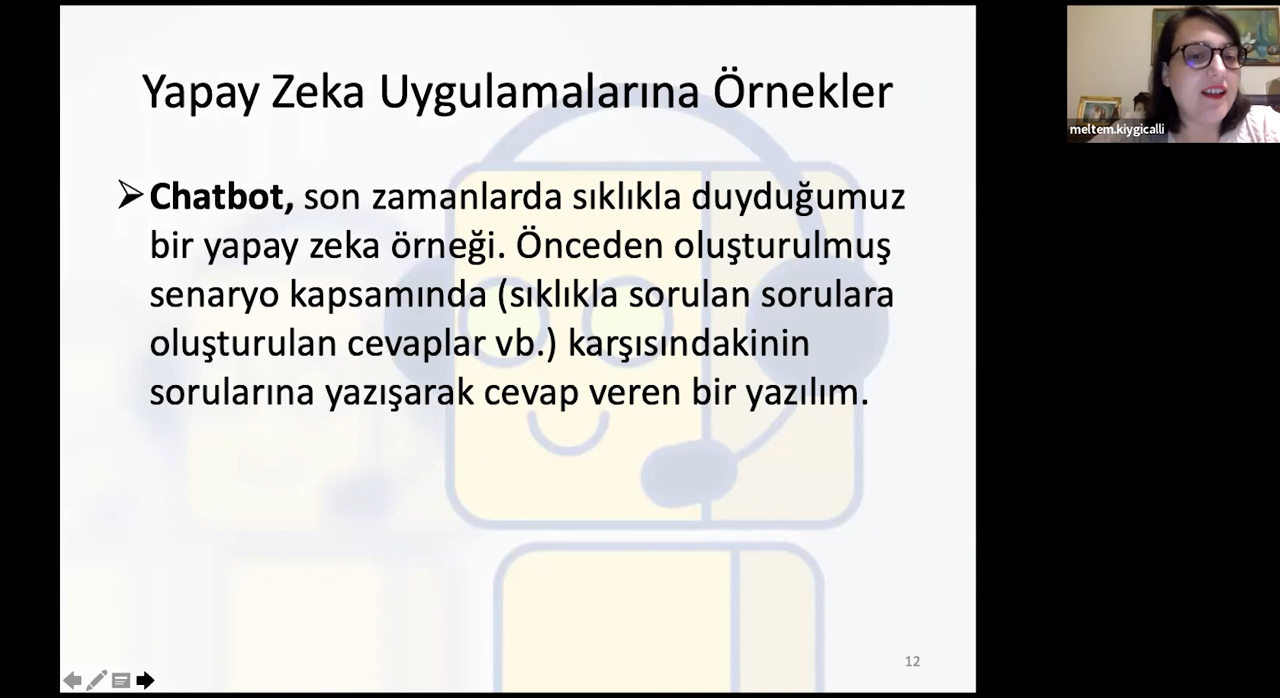 Yapay Zeka Uygulamalarına Örnekler
Chatbot, son zamanlarda sıklıkla duyduğumuz
bir yapay zeka örneği. Önceden oluşturulmuş
senaryo kapsamında (sıklıkla sorulan sorulara
oluşturulan cevaplar vb.) karşısındakinin
sorularına yazışarak cevap veren bir yazılım.
12
meltem.kiygicalli